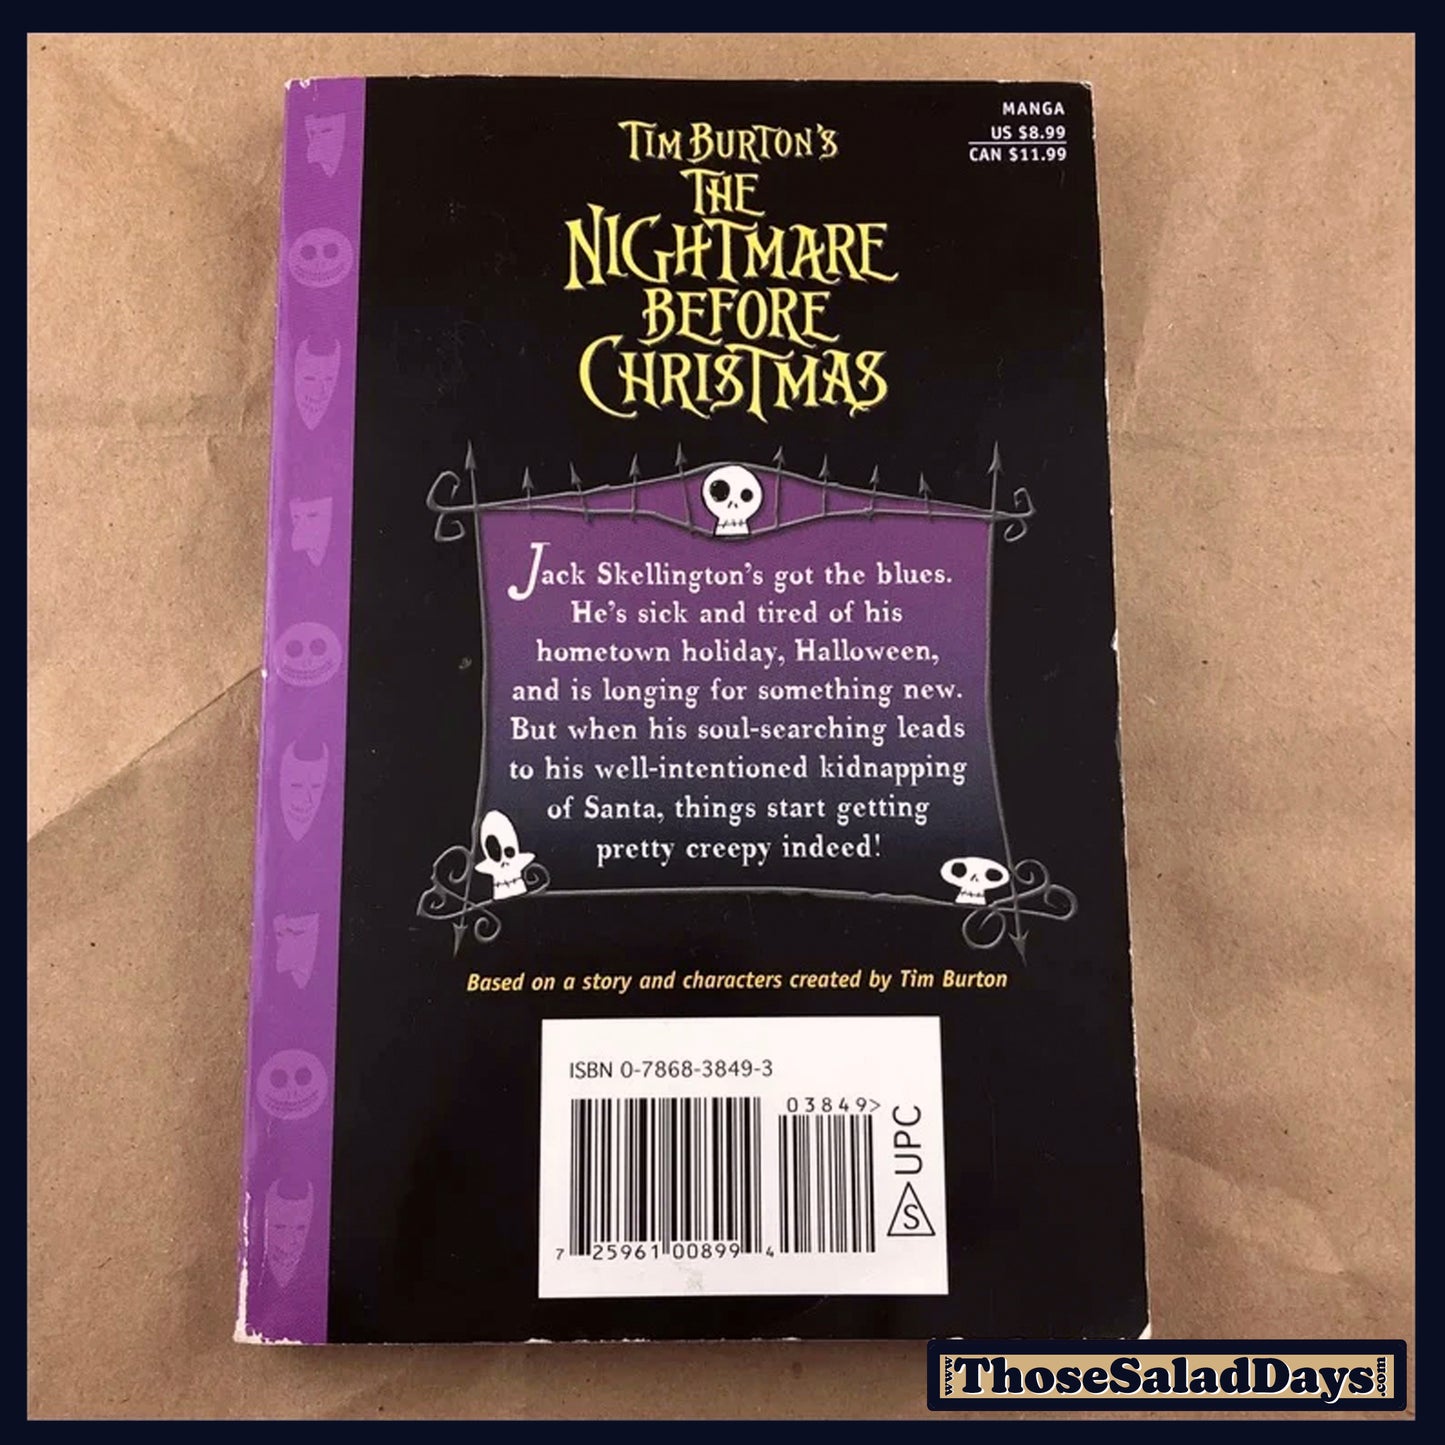 MANGA
US $8.99
CAN $11.99
TIM BURTON'S
THE
NIGHTMARE
BEFORE
CHRISTMAS
Jack Skellington's got the blues.
He's sick and tired of his
hometown holiday, Halloween,
and is longing for something new.
But when his soul-searching leads
to his well-intentioned kidnapping
of Santa, things start getting
pretty creepy indeed!
Based on a story and characters created by Tim Burton
ISBN 0-7868-3849-3
03849>
7 25961 00899 4
S UPC
www.ThoseSaladDays.com